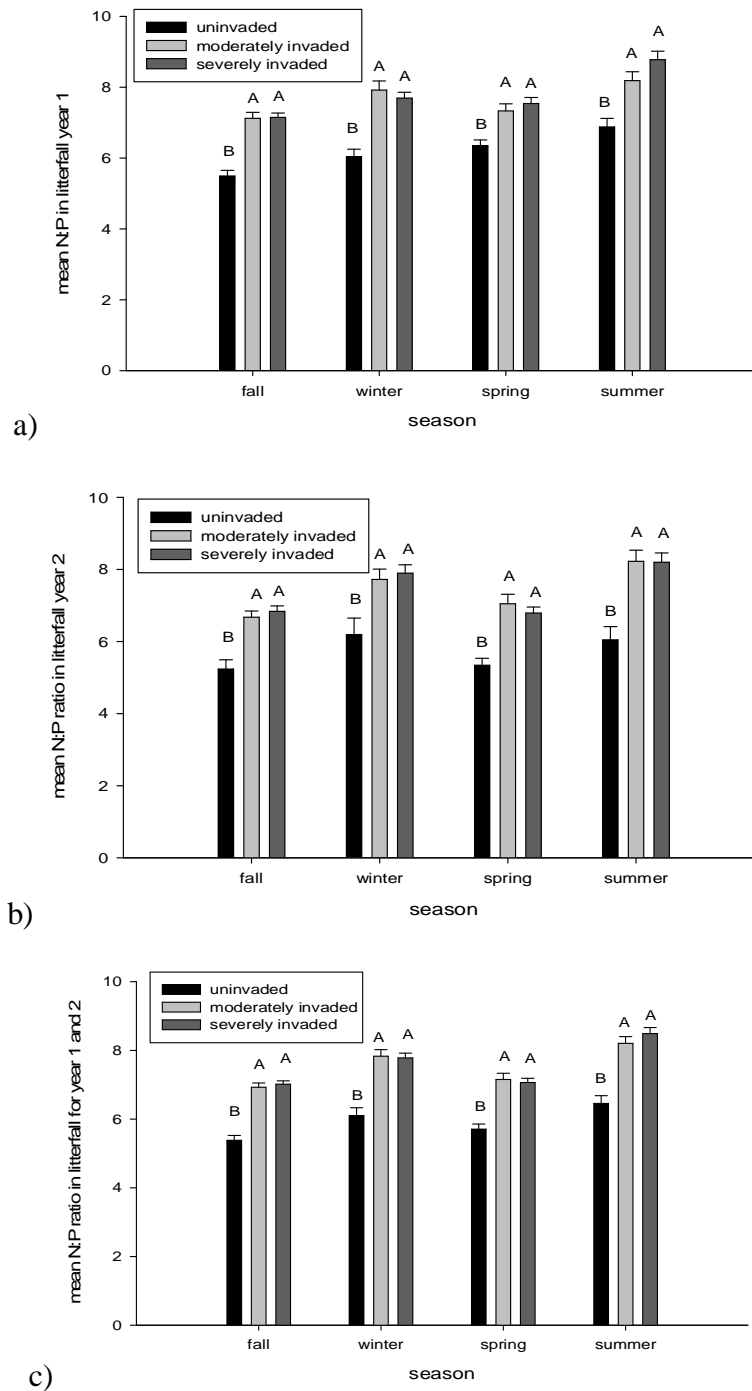 10
8
6
4
2
0
mean N:P in litterfall year 1
uninvaded
moderately invaded
severely invaded
B A A
B A A
B A A
B A A
fall winter spring summer
season
a)
10
8
6
4
2
0
mean N:P ratio in litterfall year 2
uninvaded
moderately invaded
severely invaded
B A A
B A A
B A A
B A A
fall winter spring summer
season
b)
10
8
6
4
2
0
mean N:P ratio in litterfall for year 1 and 2
uninvaded
moderately invaded
severely invaded
B A A
B A A
B A A
B A A
fall winter spring summer
season
c)